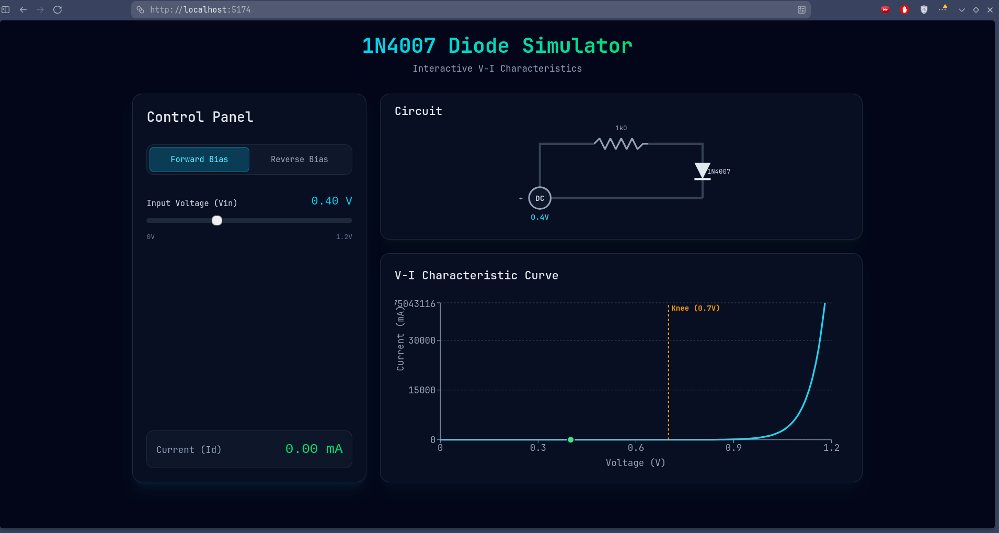 http://localhost:5174
1N4007 Diode Simulator
Interactive V-I Characteristics
Control Panel
Forward Bias
Reverse Bias
Input Voltage (Vin)
0.40 V
0V
1.2V
Current (Id)
0.00 mA
Circuit
1kΩ
1N4007
+
DC
0.4V
V-I Characteristic Curve
75043116
Knee (0.7V)
Current (mA)
30000
15000
0
0
0.3
0.6
0.9
1.2
Voltage (V)